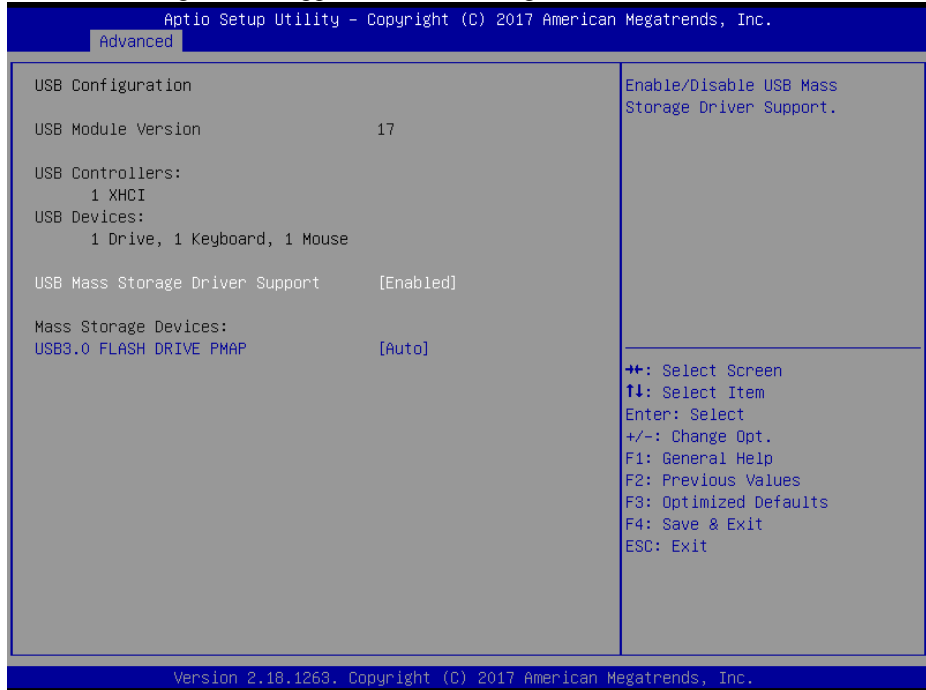 Aptio Setup Utility – Copyright (C) 2017 American Megatrends, Inc.
Advanced
USB Configuration
USB Module Version 17
USB Controllers:
1 XHCI
USB Devices:
1 Drive, 1 Keyboard, 1 Mouse
USB Mass Storage Driver Support [Enabled]
Mass Storage Devices:
USB3.0 FLASH DRIVE PMAP [Auto]
Enable/Disable USB Mass
Storage Driver Support.
→←: Select Screen
↑↓: Select Item
Enter: Select
+/-: Change Opt.
F1: General Help
F2: Previous Values
F3: Optimized Defaults
F4: Save & Exit
ESC: Exit
Version 2.18.1263. Copyright (C) 2017 American Megatrends, Inc.